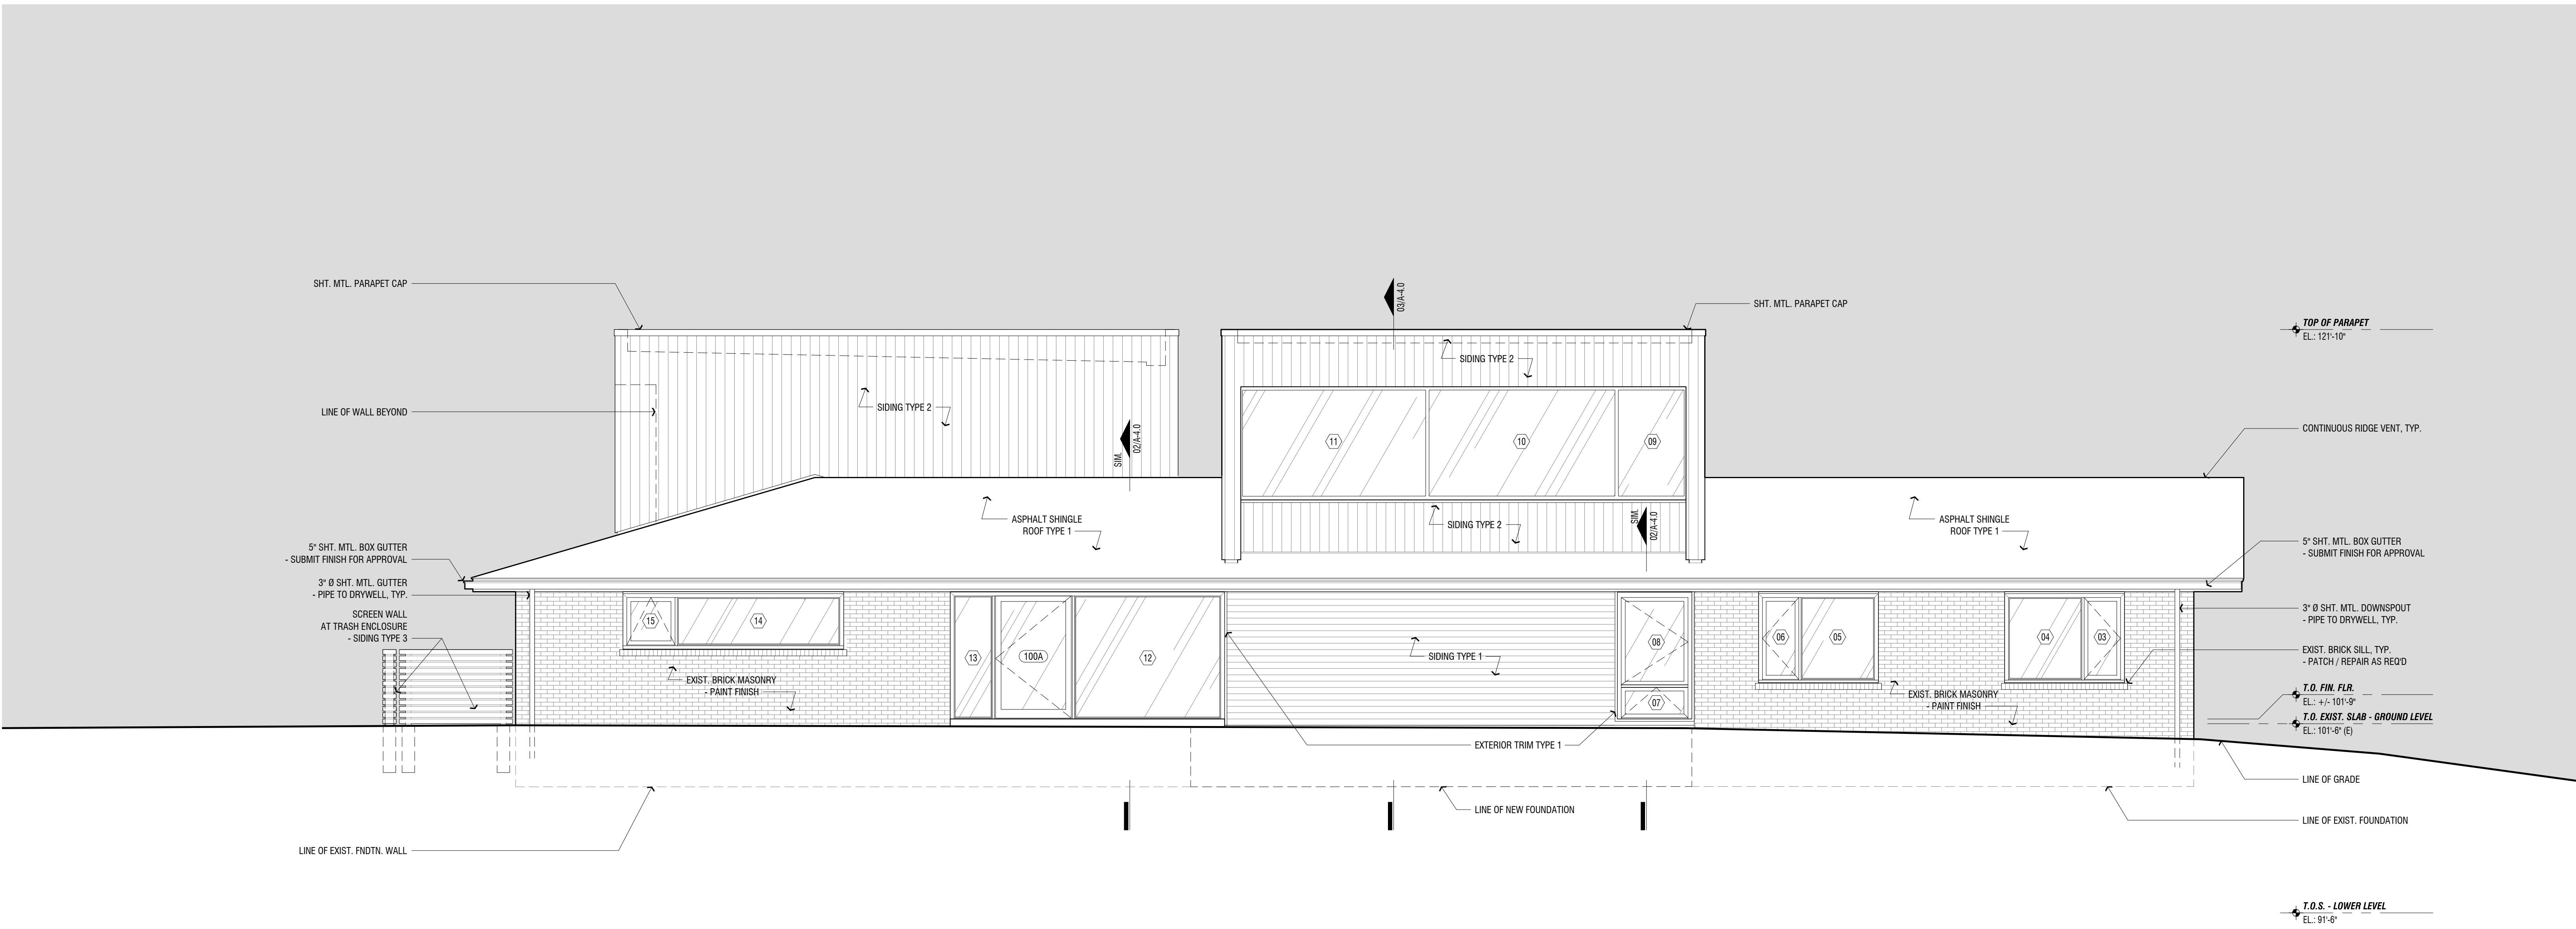 SHT. MTL. PARAPET CAP
LINE OF WALL BEYOND
5" SHT. MTL. BOX GUTTER
- SUBMIT FINISH FOR APPROVAL
3" Ø SHT. MTL. GUTTER
- PIPE TO DRYWELL, TYP.
SCREEN WALL
AT TRASH ENCLOSURE
- SIDING TYPE 3
LINE OF EXIST. FNDTN. WALL
SIDING TYPE 2
SIM.
02/A-4.0
ASPHALT SHINGLE
ROOF TYPE 1
15
14
EXIST. BRICK MASONRY
- PAINT FINISH
13
100A
12
03/A-4.0
SHT. MTL. PARAPET CAP
SIDING TYPE 2
11
10
09
SIDING TYPE 2
SIM.
02/A-4.0
SIDING TYPE 1
08
07
EXTERIOR TRIM TYPE 1
LINE OF NEW FOUNDATION
ASPHALT SHINGLE
ROOF TYPE 1
06
05
04
03
EXIST. BRICK MASONRY
- PAINT FINISH
TOP OF PARAPET
EL.: 121'-10"
CONTINUOUS RIDGE VENT, TYP.
5" SHT. MTL. BOX GUTTER
- SUBMIT FINISH FOR APPROVAL
3" Ø SHT. MTL. DOWNSPOUT
- PIPE TO DRYWELL, TYP.
EXIST. BRICK SILL, TYP.
- PATCH / REPAIR AS REQ'D
T.O. FIN. FLR.
EL.: +/- 101'-9"
T.O. EXIST. SLAB - GROUND LEVEL
EL.: 101'-6" (E)
LINE OF GRADE
LINE OF EXIST. FOUNDATION
T.O.S. - LOWER LEVEL
EL.: 91'-6"